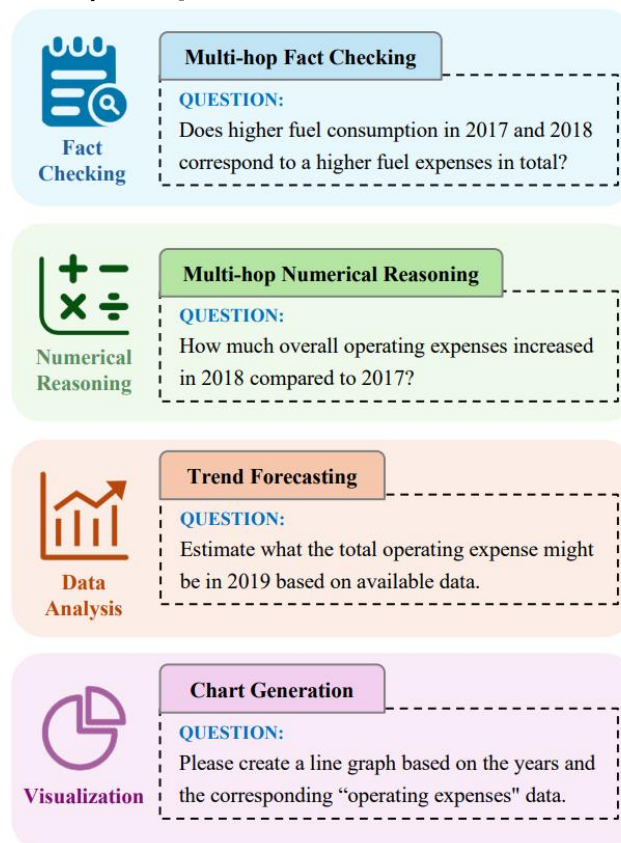 Multi-hop Fact Checking
QUESTION:
Does higher fuel consumption in 2017 and 2018
correspond to a higher fuel expenses in total?
Fact
Checking
Multi-hop Numerical Reasoning
QUESTION:
How much overall operating expenses increased
in 2018 compared to 2017?
Numerical
Reasoning
Trend Forecasting
QUESTION:
Estimate what the total operating expense might
be in 2019 based on available data.
Data
Analysis
Chart Generation
QUESTION:
Please create a line graph based on the years and
the corresponding “operating expenses" data.
Visualization